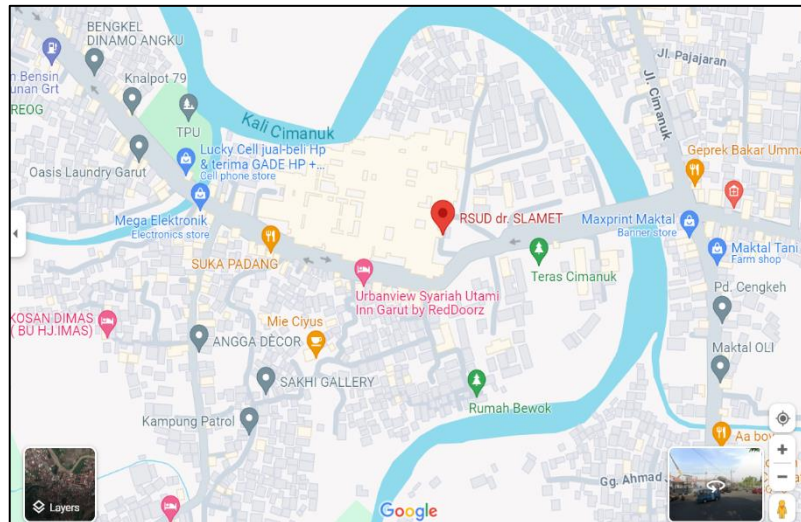 BENGKEL
DINAMO ANGKU
Jl. Pajajaran
Bensin
unan Grt
Knalpot 79
REOG
Kali Cimanuk
Jl. Cimanuk
TPU
Lucky Cell jual-beli Hp
& terima GADE HP +...
Cell phone store
Geprek Bakar Umma
Oasis Laundry Garut
Mega Elektronik
Electronics store
RSUD dr. SLAMET
Maxprint Maktal
Banner store
Maktal Tani
Farm shop
SUKA PADANG
Teras Cimanuk
Urbanview Syariah Utami
Inn Garut by RedDoorz
Pd. Cengkeh
KOSAN DIMAS
( BU HJ.IMAS)
Mie Ciyus
ANGGA DÉCOR
Maktal OLI
SAKHI GALLERY
Rumah Bewok
Kampung Patrol
Aa boy
Gg. Ahmad
Layers
Google